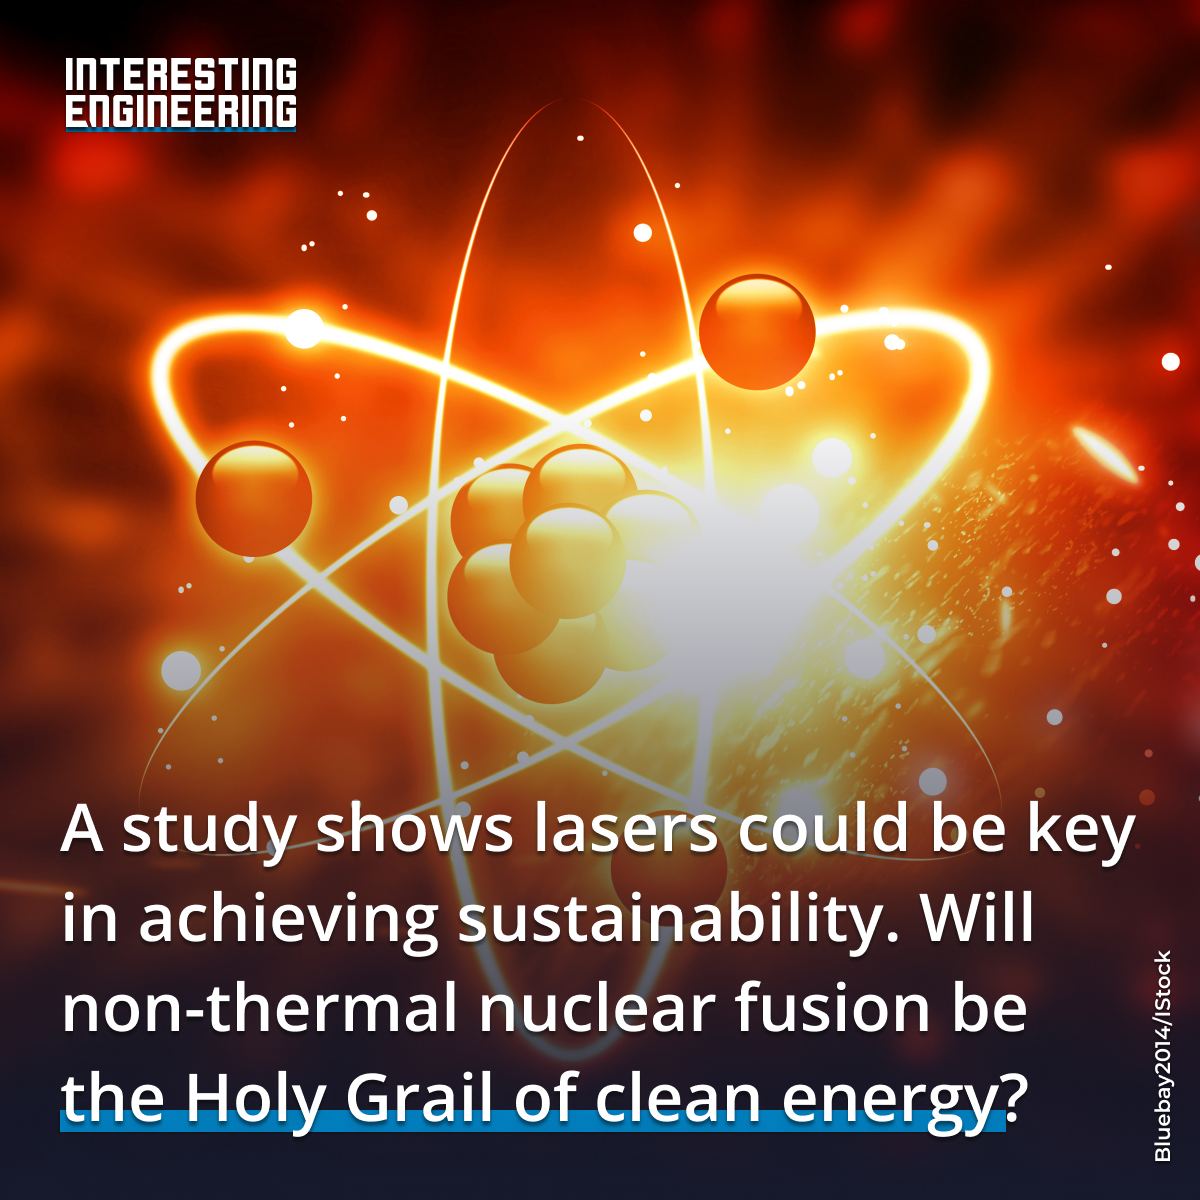 INTERESTING
ENGINEERING
A study shows lasers could be key
in achieving sustainability. Will
non-thermal nuclear fusion be
the Holy Grail of clean energy?
Bluebay2014/IStock